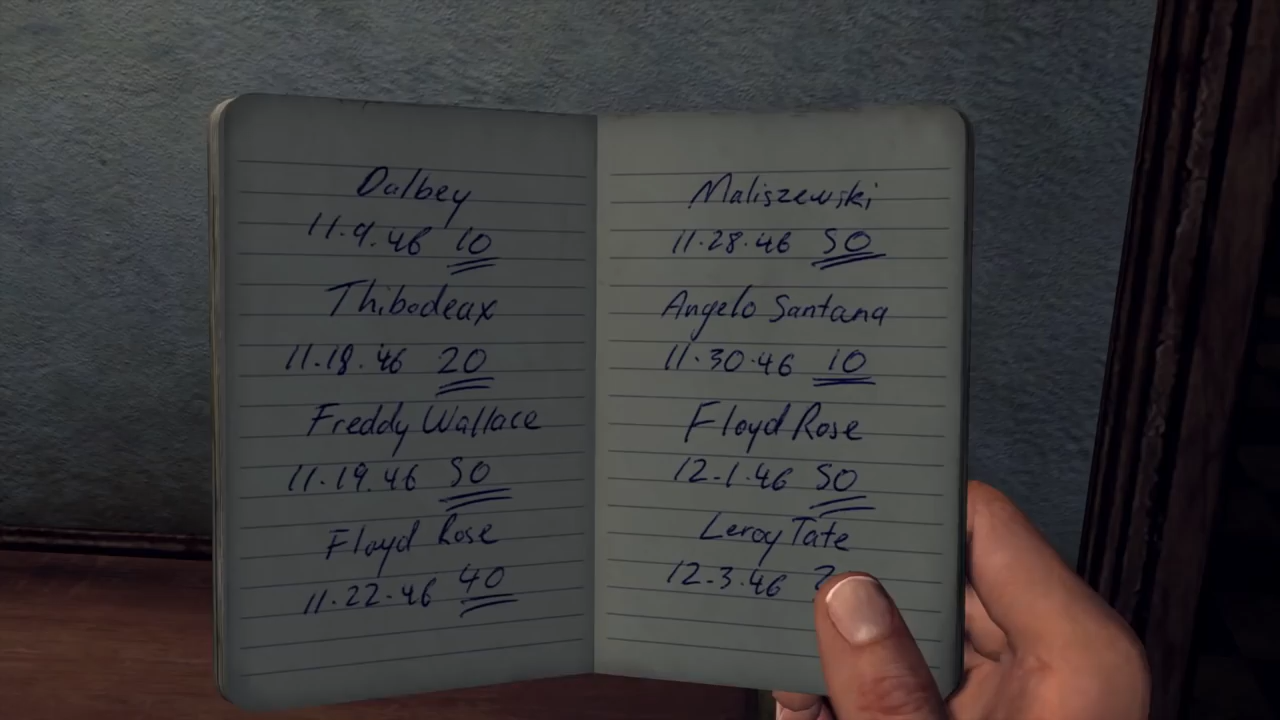 Dalbey
11.9.46 10
Thibodeax
11.18.46 20
Freddy Wallace
11.19.46 50
Floyd Rose
11.22.46 40
Maliszewski
11.28.46 50
Angelo Santana
11.30.46 10
Floyd Rose
12.1.46 50
Leroy Tate
12.3.46